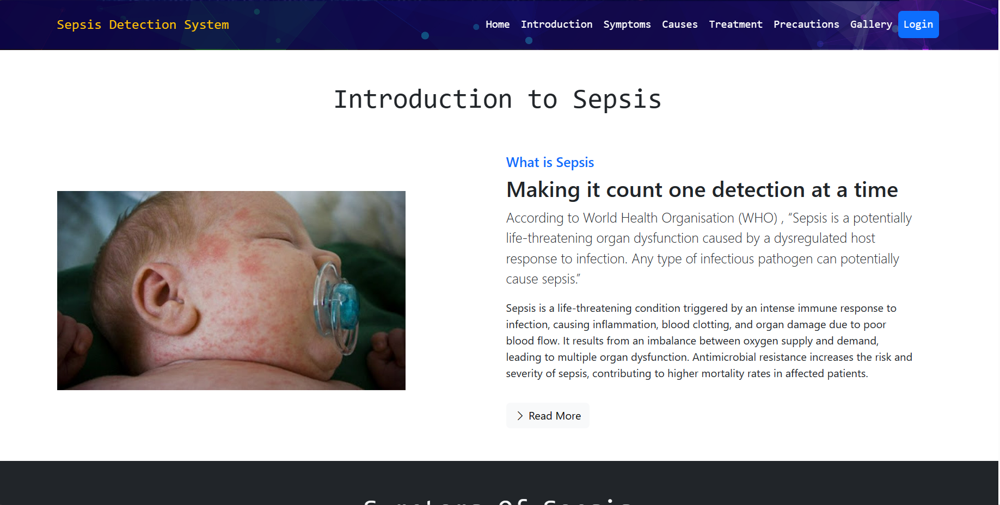 Sepsis Detection System
Home Introduction Symptoms Causes Treatment Precautions Gallery Login
Introduction to Sepsis
What is Sepsis
Making it count one detection at a time
According to World Health Organisation (WHO) , “Sepsis is a potentially
life-threatening organ dysfunction caused by a dysregulated host
response to infection. Any type of infectious pathogen can potentially
cause sepsis.”
Sepsis is a life-threatening condition triggered by an intense immune response to
infection, causing inflammation, blood clotting, and organ damage due to poor
blood flow. It results from an imbalance between oxygen supply and demand,
leading to multiple organ dysfunction. Antimicrobial resistance increases the risk and
severity of sepsis, contributing to higher mortality rates in affected patients.
Read More
Of Sepsis